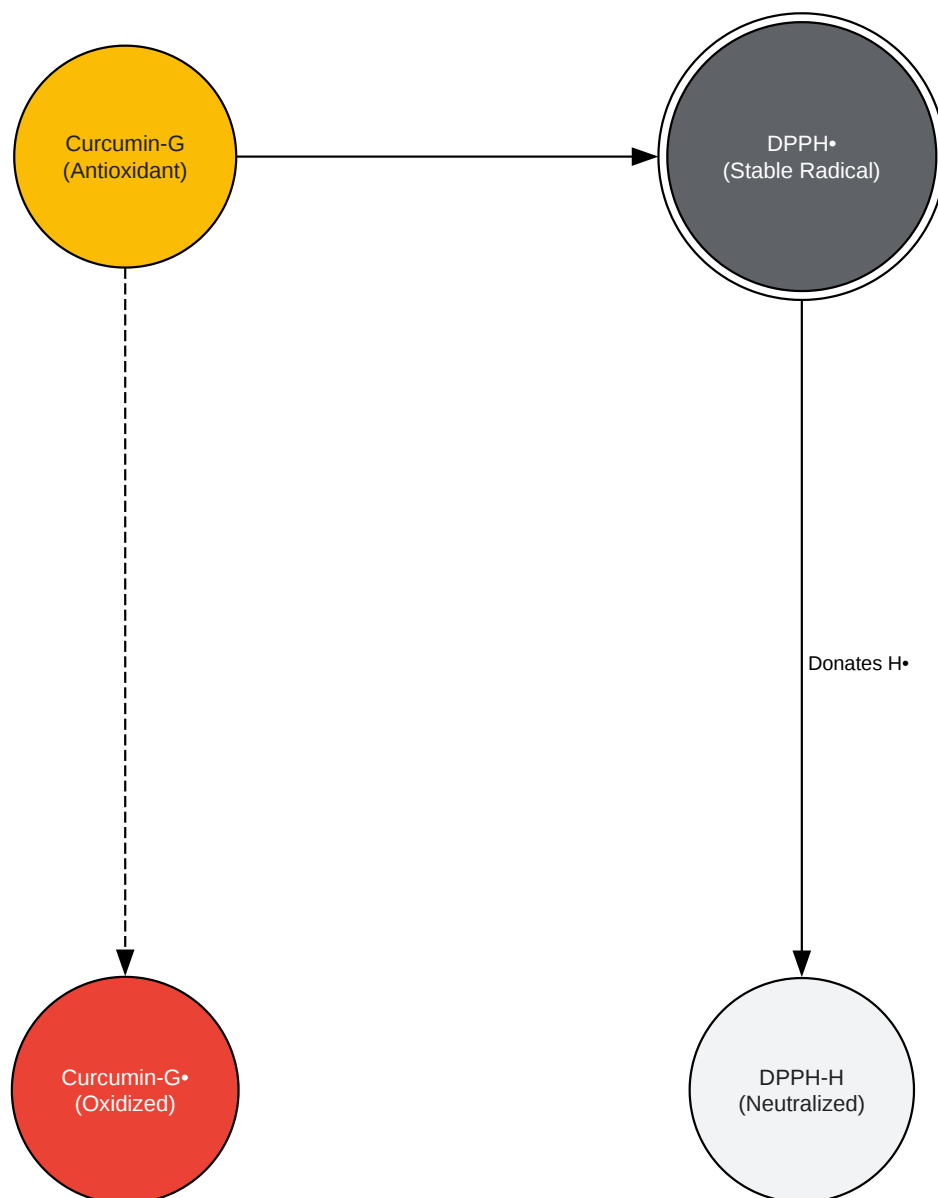 Curcumin-G
(Antioxidant)
DPPH•
(Stable Radical)
Donates H•
Curcumin-G•
(Oxidized)
DPPH-H
(Neutralized)